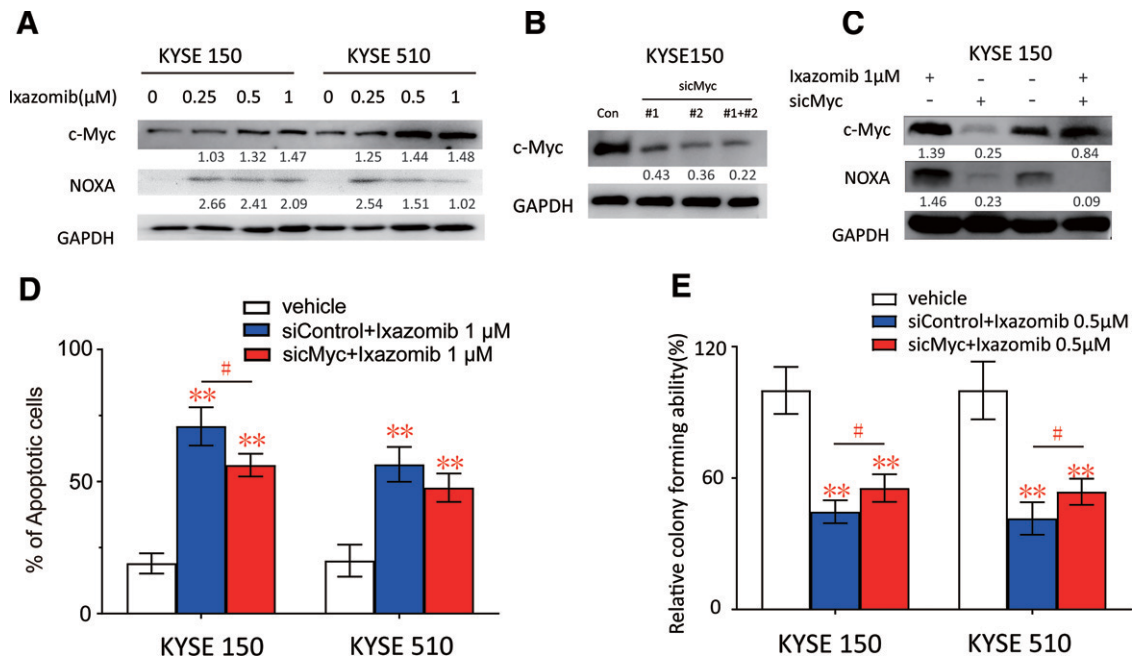 A
KYSE 150 KYSE 510
Ixazomib(μM) 0 0.25 0.5 1 0 0.25 0.5 1
c-Myc
1.03 1.32 1.47 1.25 1.44 1.48
NOXA
2.66 2.41 2.09 2.54 1.51 1.02
GAPDH
B
KYSE150
sicMyc
Con #1 #2 #1+#2
c-Myc
0.43 0.36 0.22
GAPDH
C
KYSE 150
Ixazomib 1μM + - - +
sicMyc - + - +
c-Myc
1.39 0.25 0.84
NOXA
1.46 0.23 0.09
GAPDH
D
vehicle
siControl+Ixazomib 1 μM
sicMyc+Ixazomib 1 μM
% of Apoptotic cells
100
50
0
#
** ** ** **
KYSE 150 KYSE 510
E
vehicle
siControl+Ixazomib 0.5μM
sicMyc+Ixazomib 0.5μM
Relative colony forming ability(%)
120
60
0
# #
** ** ** **
KYSE 150 KYSE 510